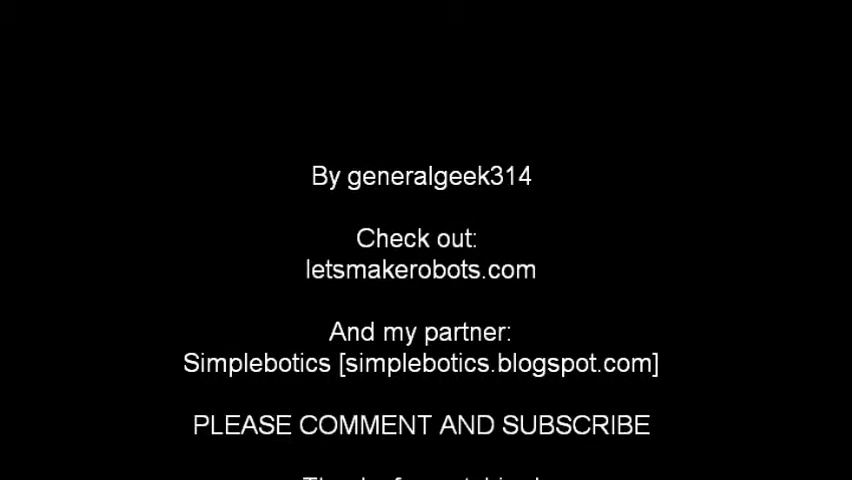 By generalgeek314
Check out:
letsmakerobots.com
And my partner:
Simplebotics [simplebotics.blogspot.com]
PLEASE COMMENT AND SUBSCRIBE